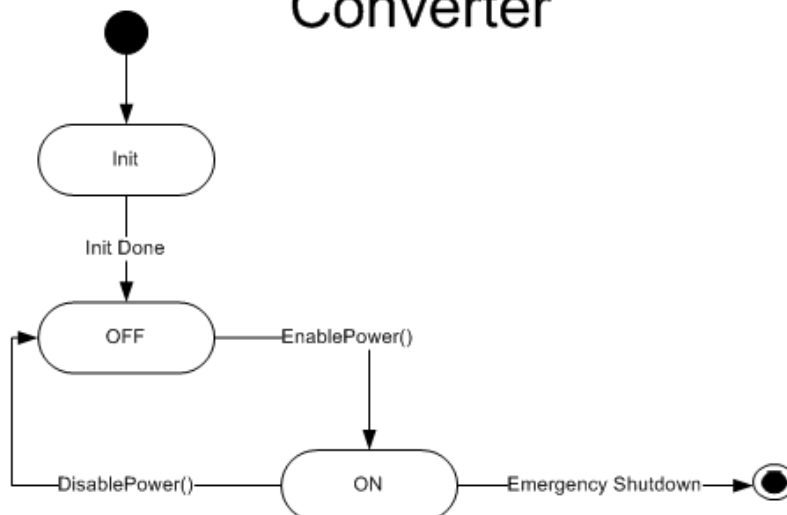 Converter
Init
Init Done
OFF
EnablePower()
DisablePower()
ON
Emergency Shutdown